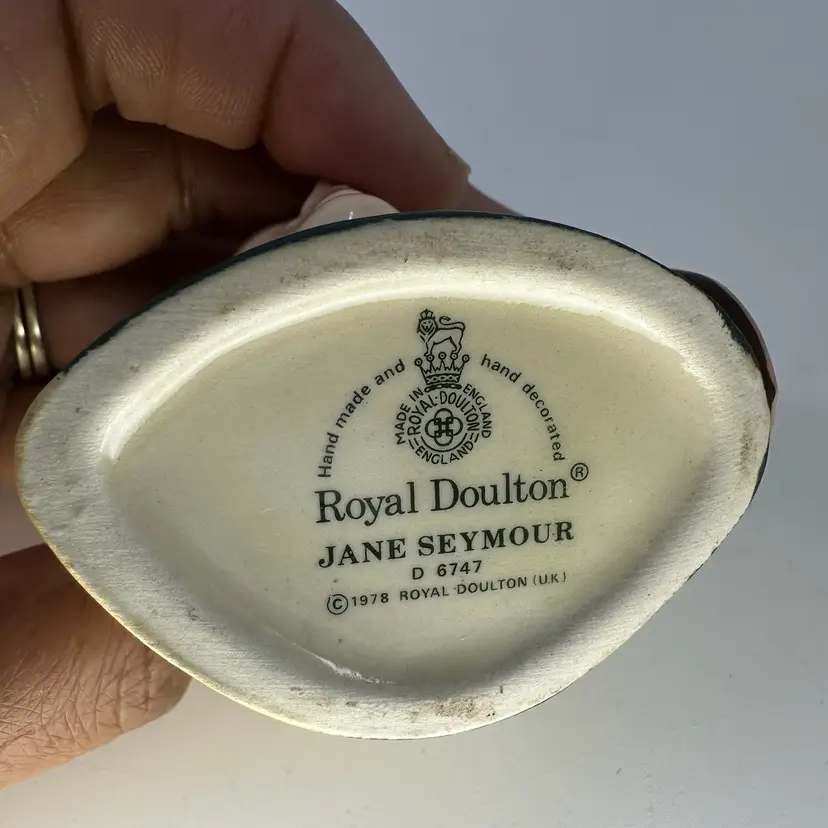 Hand made and hand decorated
MADE IN ENGLAND
ROYAL·DOULTON
ENGLAND
Royal Doulton®
JANE SEYMOUR
D 6747
© 1978 ROYAL DOULTON (U.K)